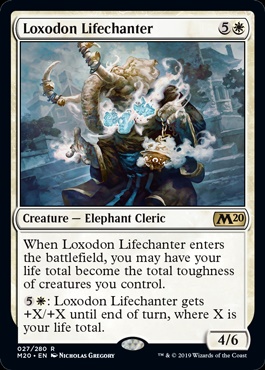 Loxodon Lifechanter 5
Creature — Elephant Cleric M20
When Loxodon Lifechanter enters
the battlefield, you may have your
life total become the total toughness
of creatures you control.
5 : Loxodon Lifechanter gets
+X/+X until end of turn, where X is
your life total.
4/6
027/280 R
M20 • EN NICHOLAS GREGORY ™ & © 2019 Wizards of the Coast